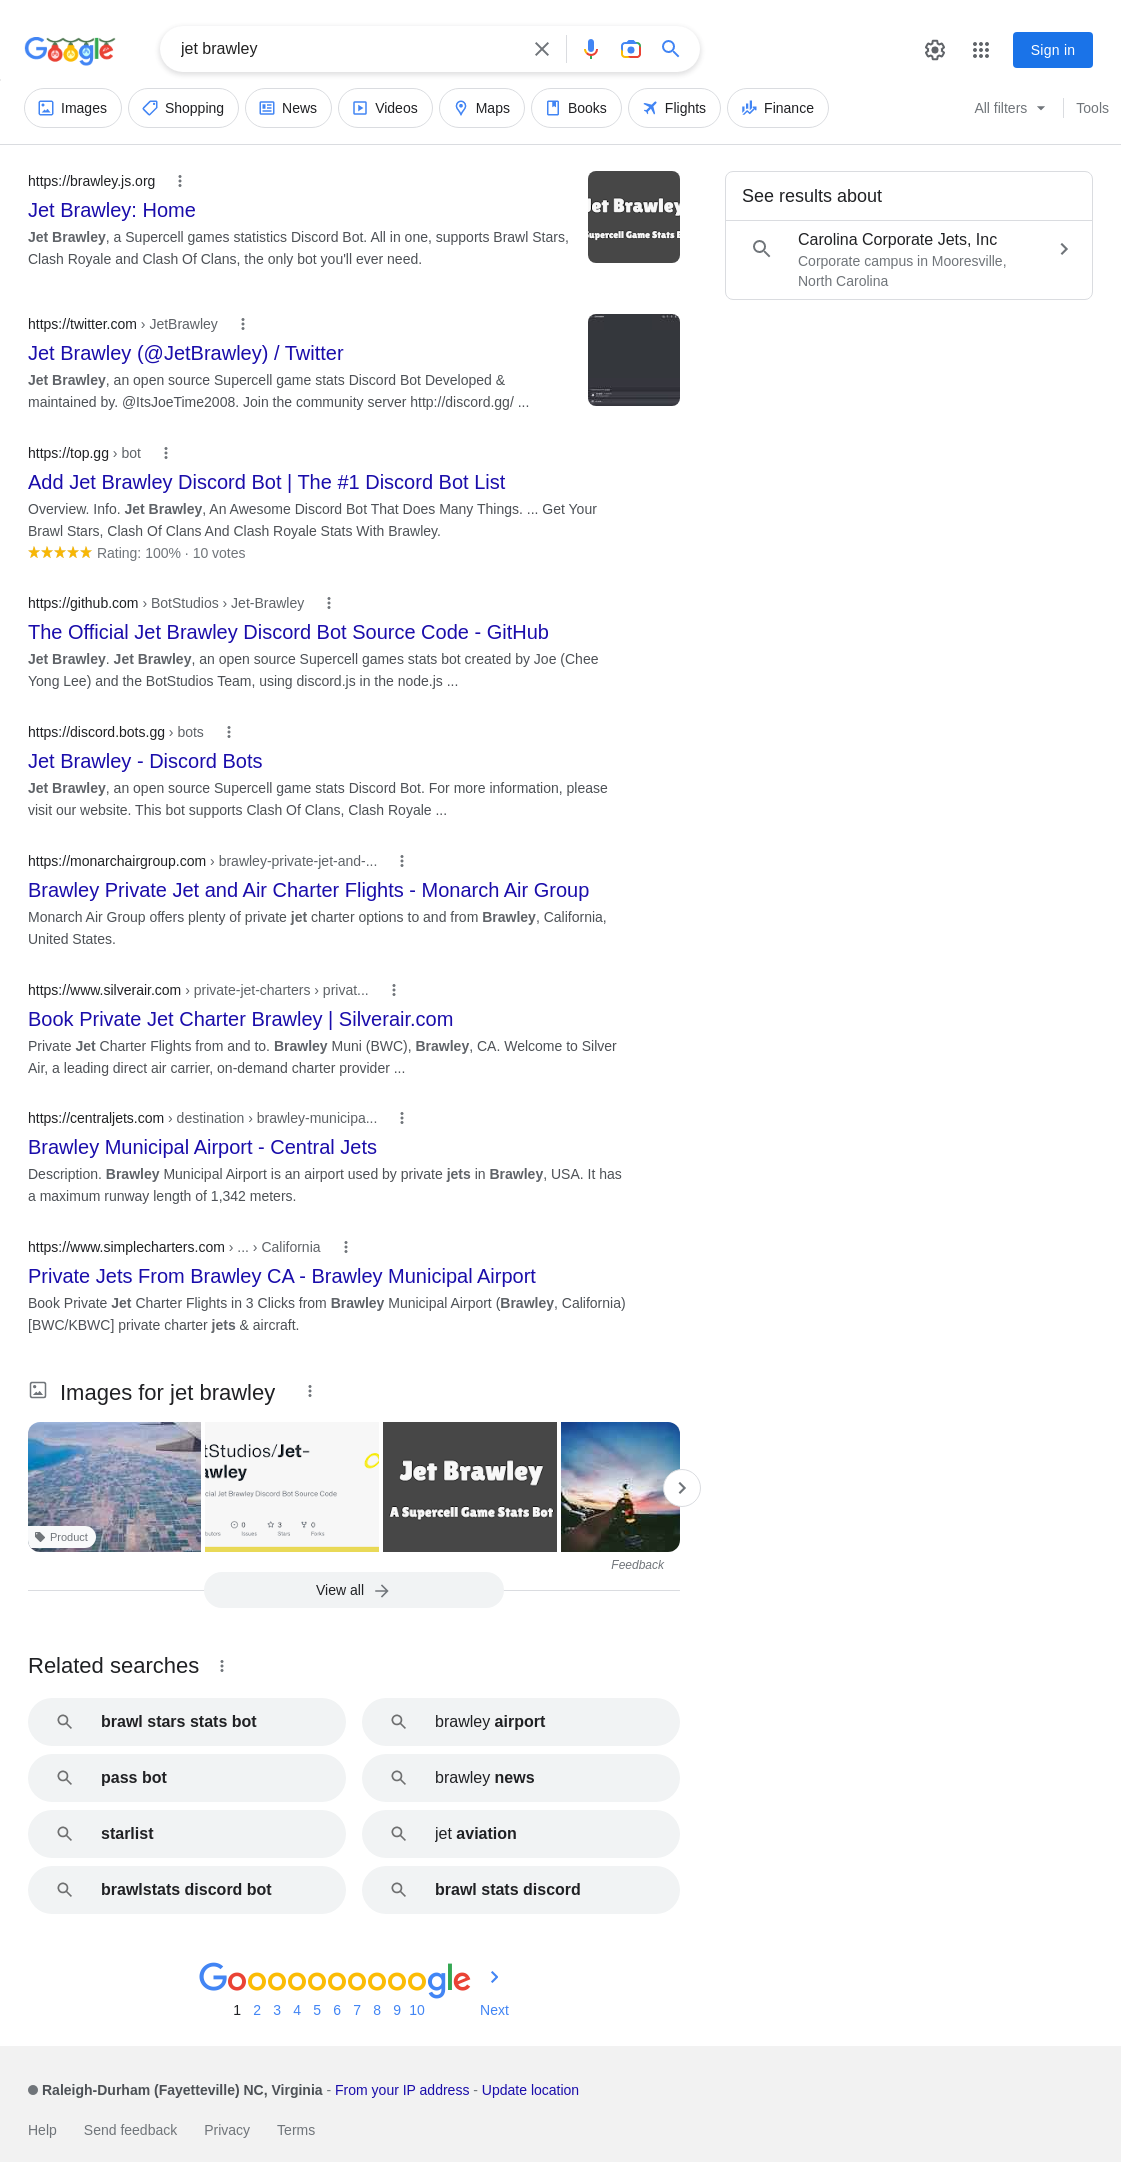 Google
jet brawley
Sign in
Images
Shopping
News
Videos
Maps
Books
Flights
Finance
All filters
Tools
https://brawley.js.org
Jet Brawley: Home
Jet Brawley, a Supercell games statistics Discord Bot. All in one, supports Brawl Stars,
Clash Royale and Clash Of Clans, the only bot you'll ever need.
Jet Brawley
Supercell Game Stats B
See results about
Carolina Corporate Jets, Inc
Corporate campus in Mooresville,
North Carolina
https://twitter.com › JetBrawley
Jet Brawley (@JetBrawley) / Twitter
Jet Brawley, an open source Supercell game stats Discord Bot Developed &
maintained by. @ItsJoeTime2008. Join the community server http://discord.gg/ ...
https://top.gg › bot
Add Jet Brawley Discord Bot | The #1 Discord Bot List
Overview. Info. Jet Brawley, An Awesome Discord Bot That Does Many Things. ... Get Your
Brawl Stars, Clash Of Clans And Clash Royale Stats With Brawley.
Rating: 100% · 10 votes
https://github.com › BotStudios › Jet-Brawley
The Official Jet Brawley Discord Bot Source Code - GitHub
Jet Brawley. Jet Brawley, an open source Supercell games stats bot created by Joe (Chee
Yong Lee) and the BotStudios Team, using discord.js in the node.js ...
https://discord.bots.gg › bots
Jet Brawley - Discord Bots
Jet Brawley, an open source Supercell game stats Discord Bot. For more information, please
visit our website. This bot supports Clash Of Clans, Clash Royale ...
https://monarchairgroup.com › brawley-private-jet-and-...
Brawley Private Jet and Air Charter Flights - Monarch Air Group
Monarch Air Group offers plenty of private jet charter options to and from Brawley, California,
United States.
https://www.silverair.com › private-jet-charters › privat...
Book Private Jet Charter Brawley | Silverair.com
Private Jet Charter Flights from and to. Brawley Muni (BWC), Brawley, CA. Welcome to Silver
Air, a leading direct air carrier, on-demand charter provider ...
https://centraljets.com › destination › brawley-municipa...
Brawley Municipal Airport - Central Jets
Description. Brawley Municipal Airport is an airport used by private jets in Brawley, USA. It has
a maximum runway length of 1,342 meters.
https://www.simplecharters.com › ... › California
Private Jets From Brawley CA - Brawley Municipal Airport
Book Private Jet Charter Flights in 3 Clicks from Brawley Municipal Airport (Brawley, California)
[BWC/KBWC] private charter jets & aircraft.
Images for jet brawley
Product
tStudios/Jet-
awley
cial Jet Brawley Discord Bot Source Code
0 3 0
butors Issues Stars Forks
Jet Brawley
A Supercell Game Stats Bot
Feedback
View all
Related searches
brawl stars stats bot
brawley airport
pass bot
brawley news
starlist
jet aviation
brawlstats discord bot
brawl stats discord
Goooooooooogle
1 2 3 4 5 6 7 8 9 10 Next
Raleigh-Durham (Fayetteville) NC, Virginia - From your IP address - Update location
Help Send feedback Privacy Terms